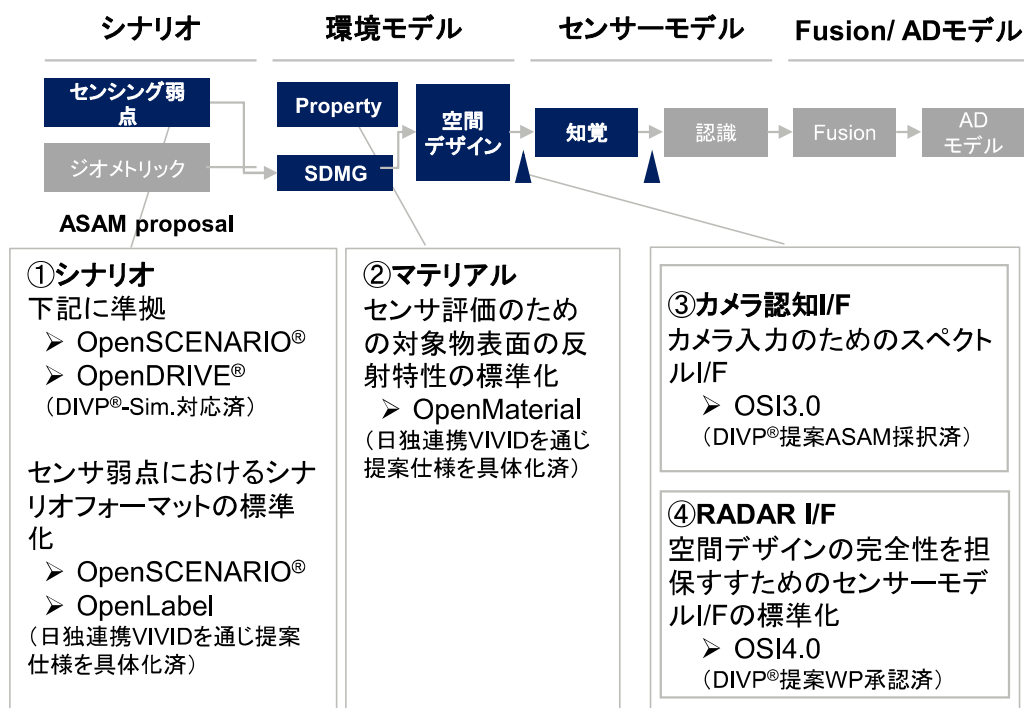 シナリオ
環境モデル
センサーモデル
Fusion/ ADモデル
センシング弱
点
ジオメトリック
Property
SDMG
空間
デザイン
知覚
認識
Fusion
AD
モデル
ASAM proposal
①シナリオ
下記に準拠
➢ OpenSCENARIO®
➢ OpenDRIVE®
（DIVP®-Sim.対応済）
センサ弱点におけるシナ
リオフォーマットの標準
化
➢ OpenSCENARIO®
➢ OpenLabel
（日独連携VIVIDを通じ提案
仕様を具体化済）
②マテリアル
センサ評価のため
の対象物表面の反
射特性の標準化
➢ OpenMaterial
（日独連携VIVIDを通じ
提案仕様を具体化済）
③カメラ認知I/F
カメラ入力のためのスペクト
ルI/F
➢ OSI3.0
（DIVP®提案ASAM採択済）
④RADAR I/F
空間デザインの完全性を担
保すすためのセンサーモデ
ルI/Fの標準化
➢ OSI4.0
（DIVP®提案WP承認済）